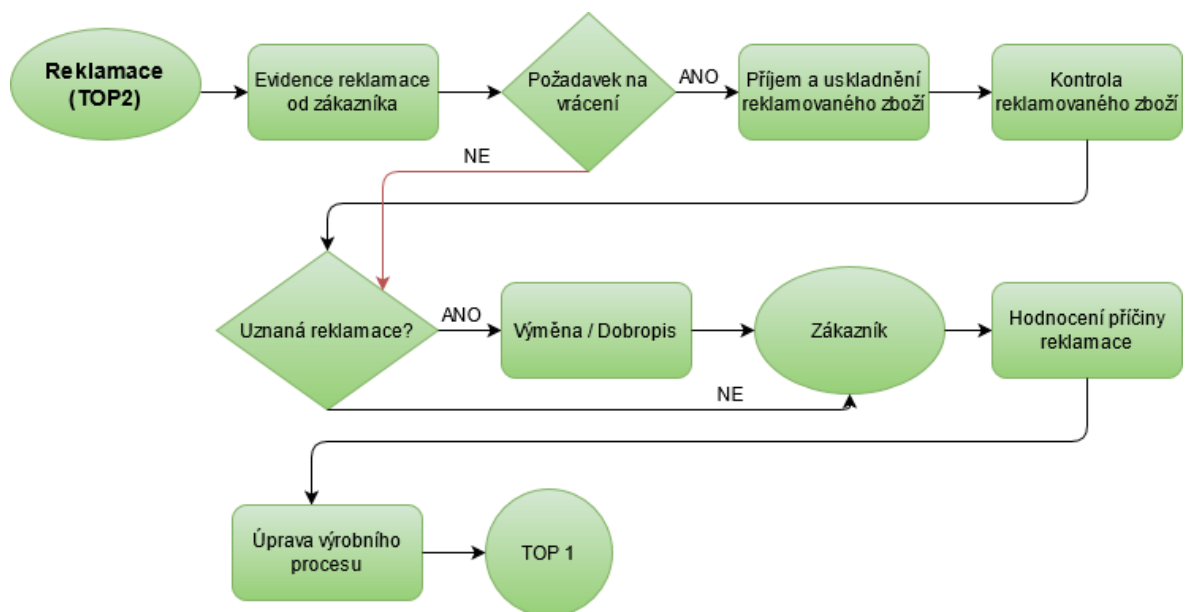 Reklamace
(TOP2)
Evidence reklamace
od zákazníka
Požadavek na
vrácení
ANO
Příjem a uskladnění
reklamovaného zboží
Kontrola
reklamovaného zboží
NE
Uznaná reklamace?
ANO
Výměna / Dobropis
Zákazník
Hodnocení příčiny
reklamace
NE
Úprava výrobního
procesu
TOP 1